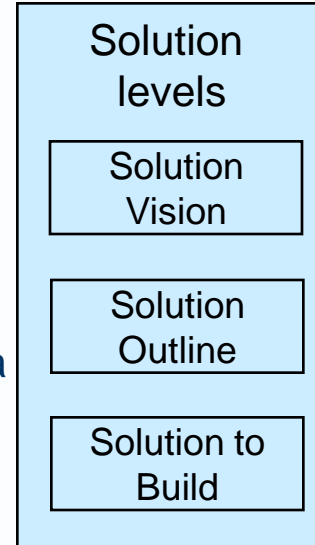 Solution
levels
Solution
Vision
Solution
Outline
a
Solution to
Build